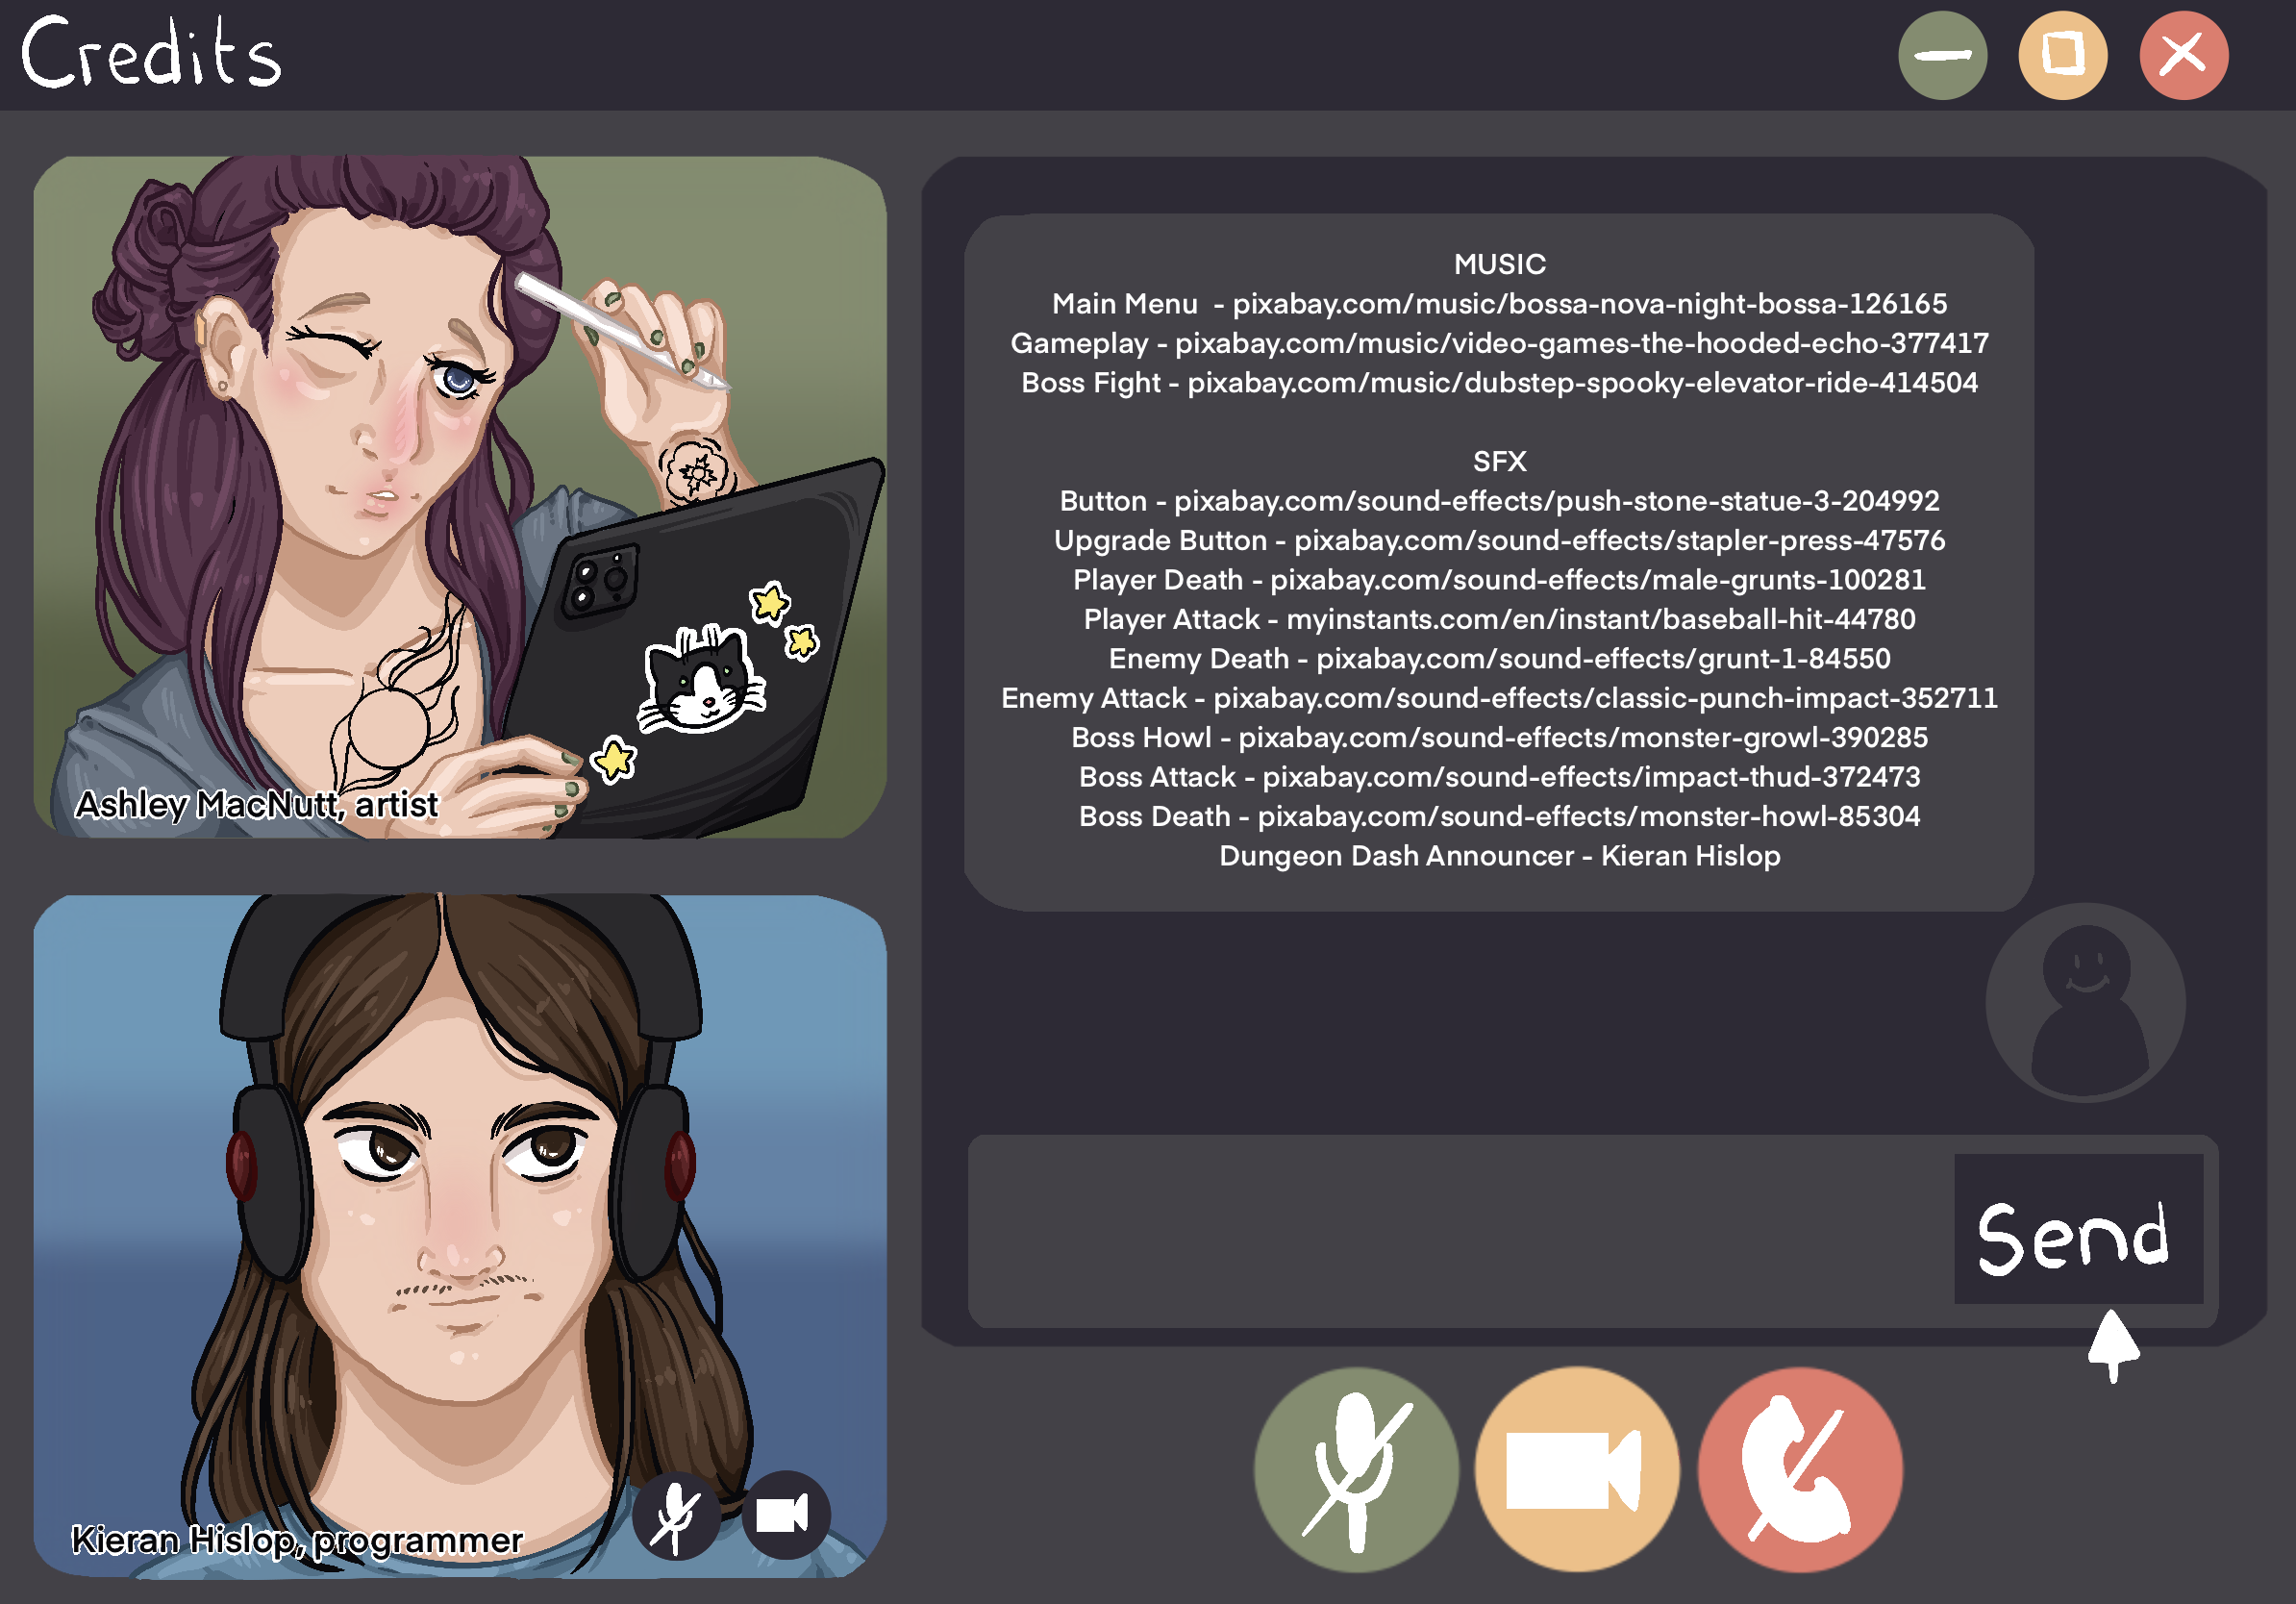 Credits
MUSIC
Main Menu - pixabay.com/music/bossa-nova-night-bossa-126165
Gameplay - pixabay.com/music/video-games-the-hooded-echo-377417
Boss Fight - pixabay.com/music/dubstep-spooky-elevator-ride-414504
SFX
Button - pixabay.com/sound-effects/push-stone-statue-3-204992
Upgrade Button - pixabay.com/sound-effects/stapler-press-47576
Player Death - pixabay.com/sound-effects/male-grunts-100281
Player Attack - myinstants.com/en/instant/baseball-hit-44780
Enemy Death - pixabay.com/sound-effects/grunt-1-84550
Enemy Attack - pixabay.com/sound-effects/classic-punch-impact-352711
Boss Howl - pixabay.com/sound-effects/monster-growl-390285
Boss Attack - pixabay.com/sound-effects/impact-thud-372473
Boss Death - pixabay.com/sound-effects/monster-howl-85304
Dungeon Dash Announcer - Kieran Hislop
Ashley MacNutt, artist
Kieran Hislop, programmer
Send